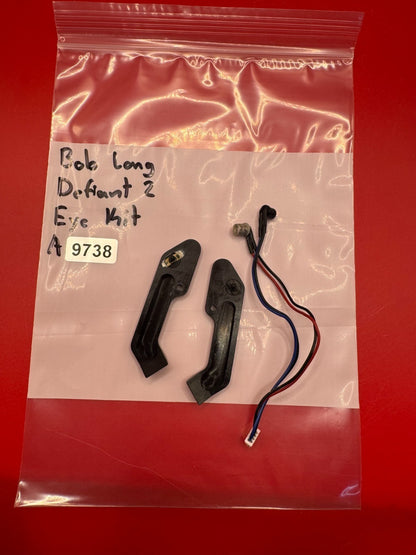 Bob Long
Defiant 2
Eye Kit
A 9738